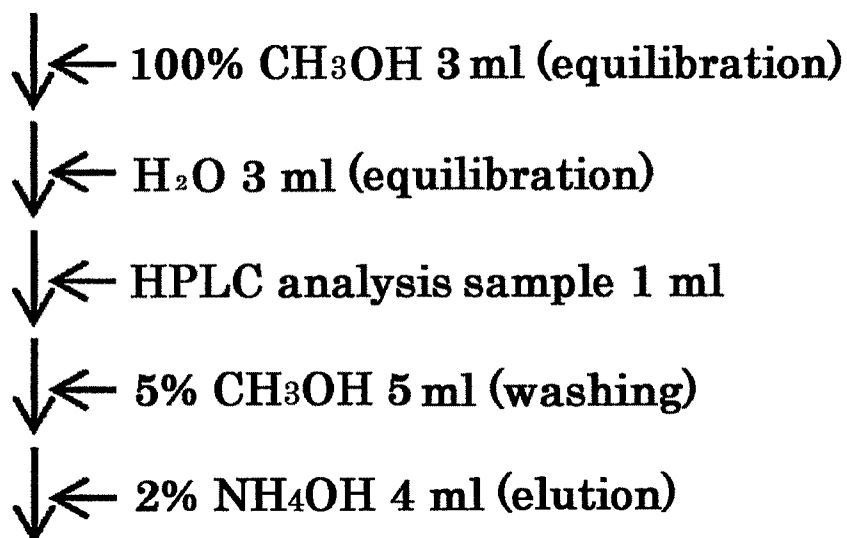 100% CH₃OH 3 ml (equilibration)
H₂O 3 ml (equilibration)
HPLC analysis sample 1 ml
5% CH₃OH 5 ml (washing)
2% NH₄OH 4 ml (elution)